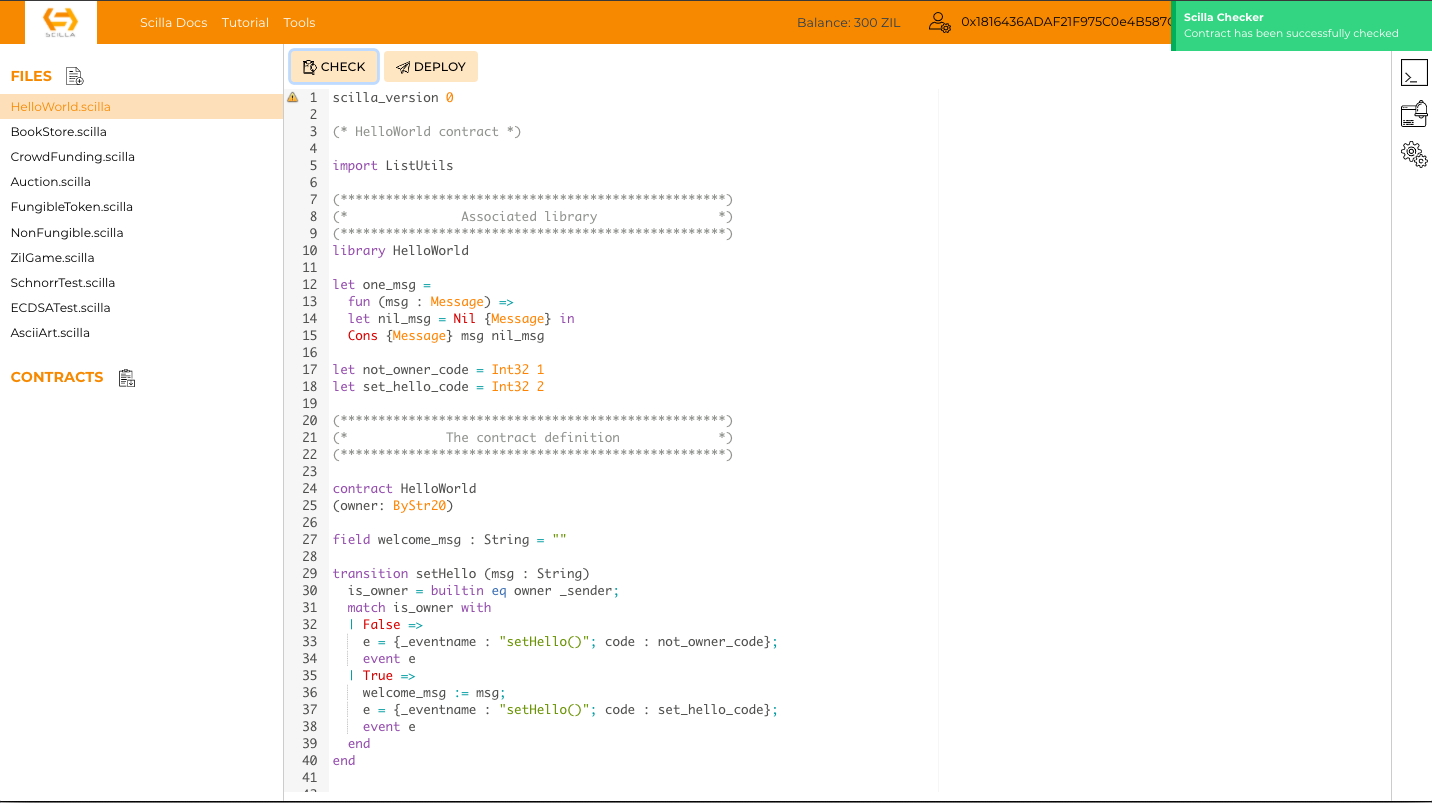 SCILLA
Scilla Docs Tutorial Tools
Balance: 300 ZIL
0x1816436ADAF21F975C0e4B587
Scilla Checker
Contract has been successfully checked
FILES
HelloWorld.scilla
BookStore.scilla
CrowdFunding.scilla
Auction.scilla
FungibleToken.scilla
NonFungible.scilla
ZilGame.scilla
SchnorrTest.scilla
ECDSATest.scilla
AsciiArt.scilla
CONTRACTS
CHECK DEPLOY
1 scilla_version 0
2
3 (* HelloWorld contract *)
4
5 import ListUtils
6
7 (***************************************************)
8 (*               Associated library                *)
9 (***************************************************)
10 library HelloWorld
11
12 let one_msg =
13   fun (msg : Message) =>
14   let nil_msg = Nil {Message} in
15   Cons {Message} msg nil_msg
16
17 let not_owner_code = Int32 1
18 let set_hello_code = Int32 2
19
20 (***************************************************)
21 (*             The contract definition             *)
22 (***************************************************)
23
24 contract HelloWorld
25 (owner: ByStr20)
26
27 field welcome_msg : String = ""
28
29 transition setHello (msg : String)
30   is_owner = builtin eq owner _sender;
31   match is_owner with
32   | False =>
33     e = {_eventname : "setHello()"; code : not_owner_code};
34     event e
35   | True =>
36     welcome_msg := msg;
37     e = {_eventname : "setHello()"; code : set_hello_code};
38     event e
39   end
40 end
41